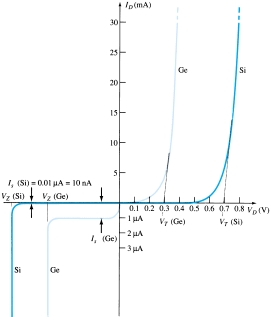 I_D (mA)
30
25
20
15
10
5
Ge
Si
I_s (Si) = 0.01 μA = 10 nA
V_Z (Si)
V_Z (Ge)
0.1 0.2 0.3 0.4 0.5 0.6 0.7 0.8
V_D (V)
1 μA
2 μA
3 μA
V_T (Ge)
V_T (Si)
I_s (Ge)
Si
Ge